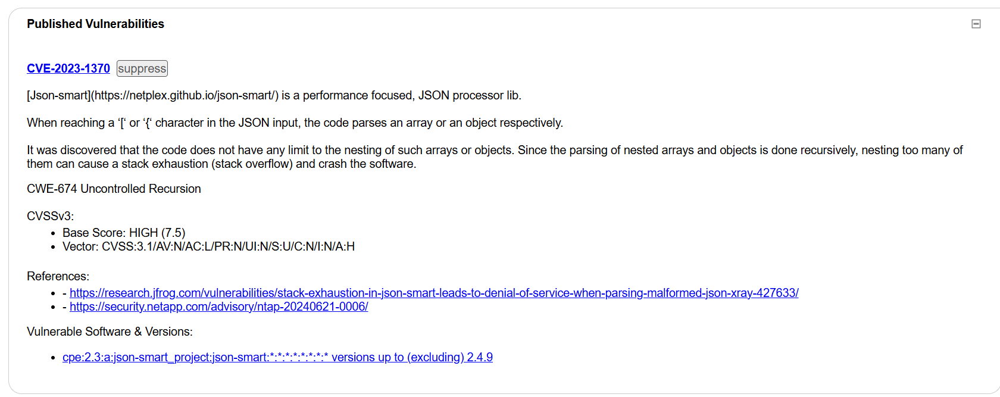 Published Vulnerabilities
CVE-2023-1370 suppress
[Json-smart](https://netplex.github.io/json-smart/) is a performance focused, JSON processor lib.
When reaching a ‘[‘ or ‘{‘ character in the JSON input, the code parses an array or an object respectively.
It was discovered that the code does not have any limit to the nesting of such arrays or objects. Since the parsing of nested arrays and objects is done recursively, nesting too many of
them can cause a stack exhaustion (stack overflow) and crash the software.
CWE-674 Uncontrolled Recursion
CVSSv3:
• Base Score: HIGH (7.5)
• Vector: CVSS:3.1/AV:N/AC:L/PR:N/UI:N/S:U/C:N/I:N/A:H
References:
• - https://research.jfrog.com/vulnerabilities/stack-exhaustion-in-json-smart-leads-to-denial-of-service-when-parsing-malformed-json-xray-427633/
• - https://security.netapp.com/advisory/ntap-20240621-0006/
Vulnerable Software & Versions:
• cpe:2.3:a:json-smart_project:json-smart:*:*:*:*:*:*:*:* versions up to (excluding) 2.4.9